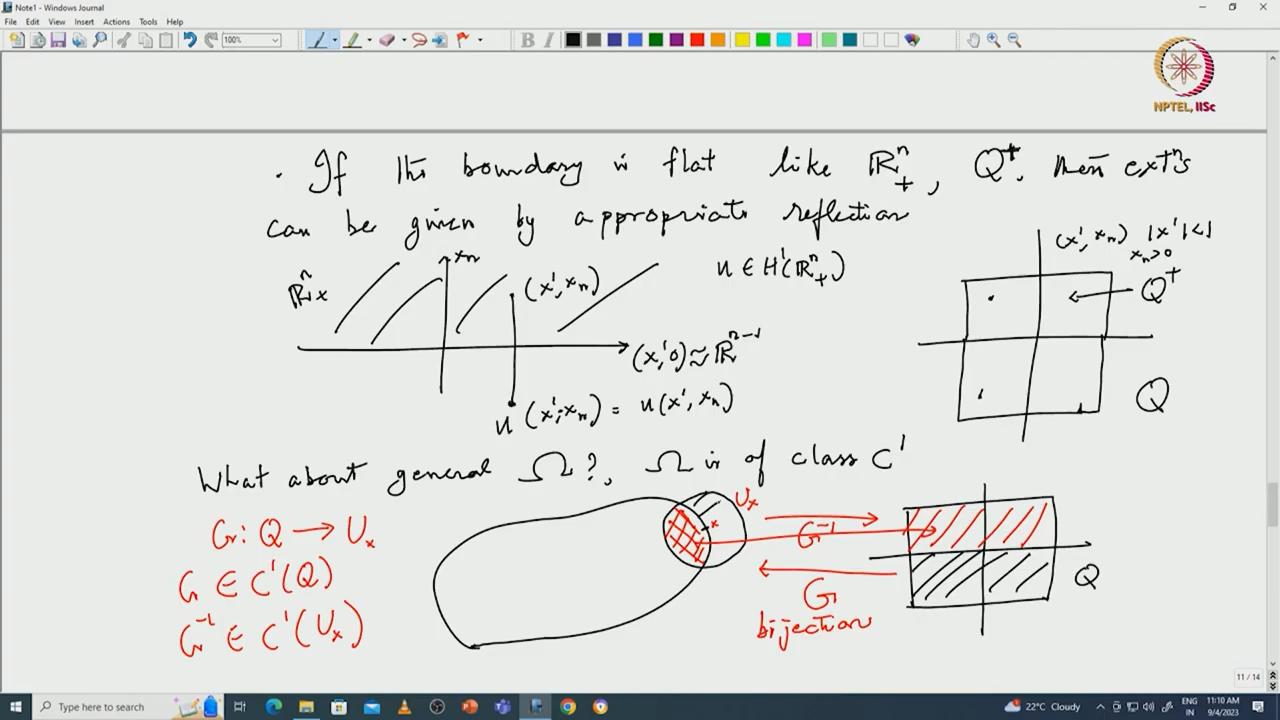 Note1 - Windows Journal
File Edit View Insert Actions Tools Help
100%
NPTEL, IISc
. If the boundary is flat like ℝⁿ₊, Q⁺, then extⁿs
can be given by appropriate reflection
xₙ
ℝⁿₓ
(x', xₙ)
u ∈ H¹(ℝⁿ₊)
(x', xₙ) |x'|<1
xₙ>0
Q⁺
(x', 0) ≈ ℝⁿ⁻¹
u(x', -xₙ) = u(x', xₙ)
Q
What about general Ω?, Ω is of class C¹
G: Q → Uₓ
G ∈ C¹(Q)
G⁻¹ ∈ C¹(Uₓ)
x
Uₓ
G⁻¹
G
bijection
Q
11 / 14
Type here to search
22°C Cloudy
ENG
IN
11:10 AM
9/4/2023